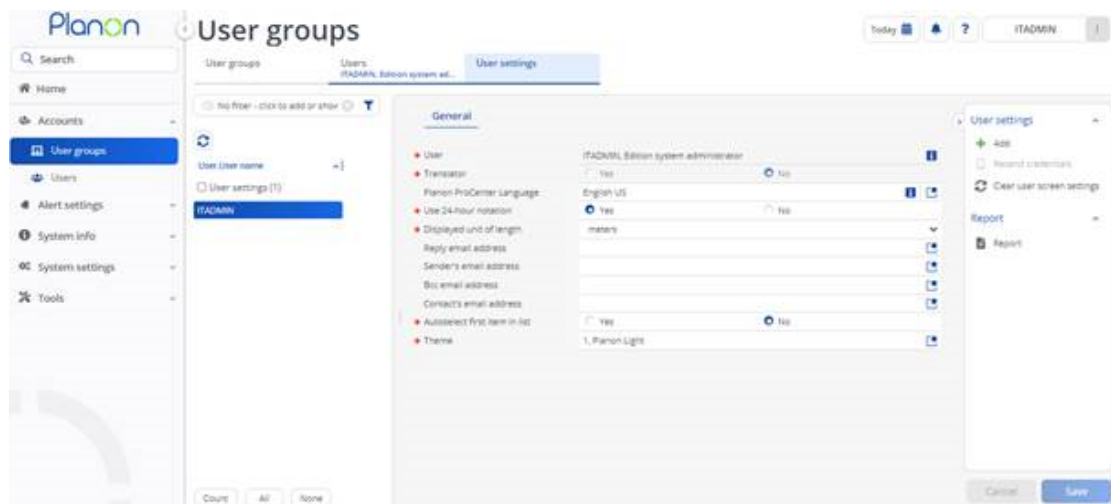 Planon
User groups
Today
?
ITADMIN
Search
Home
Accounts
User groups
Users
Alert settings
System info
System settings
Tools
User groups
Users
ITADMIN, Edition system ad...
User settings
No filter - click to add or show
User.User name
User settings (1)
ITADMIN
Count
All
None
General
User
ITADMIN, Edition system administrator
Translator
Yes
No
Planon ProCenter Language
English US
Use 24-hour notation
Yes
No
Displayed unit of length
meters
Reply email address
Sender's email address
Bcc email address
Contact's email address
Autoselect first item in list
Yes
No
Theme
1, Planon Light
User settings
Add
Resend credentials
Clear user screen settings
Report
Report
Cancel
Save